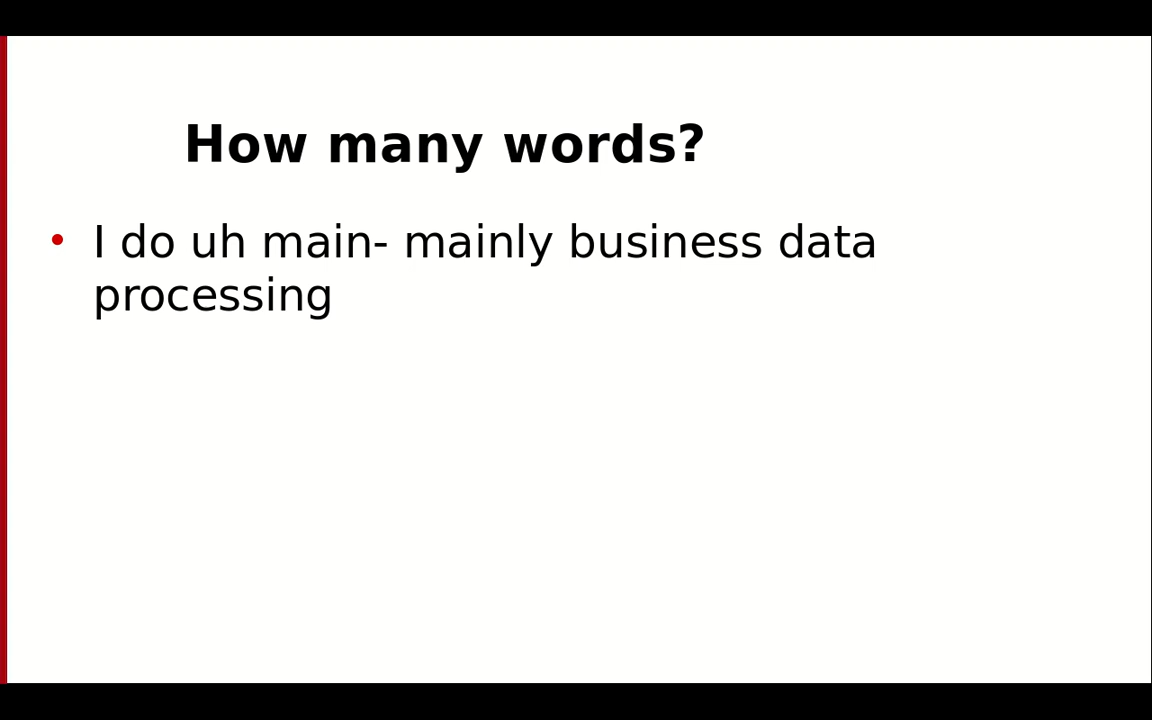 How many words?
• I do uh main- mainly business data
processing